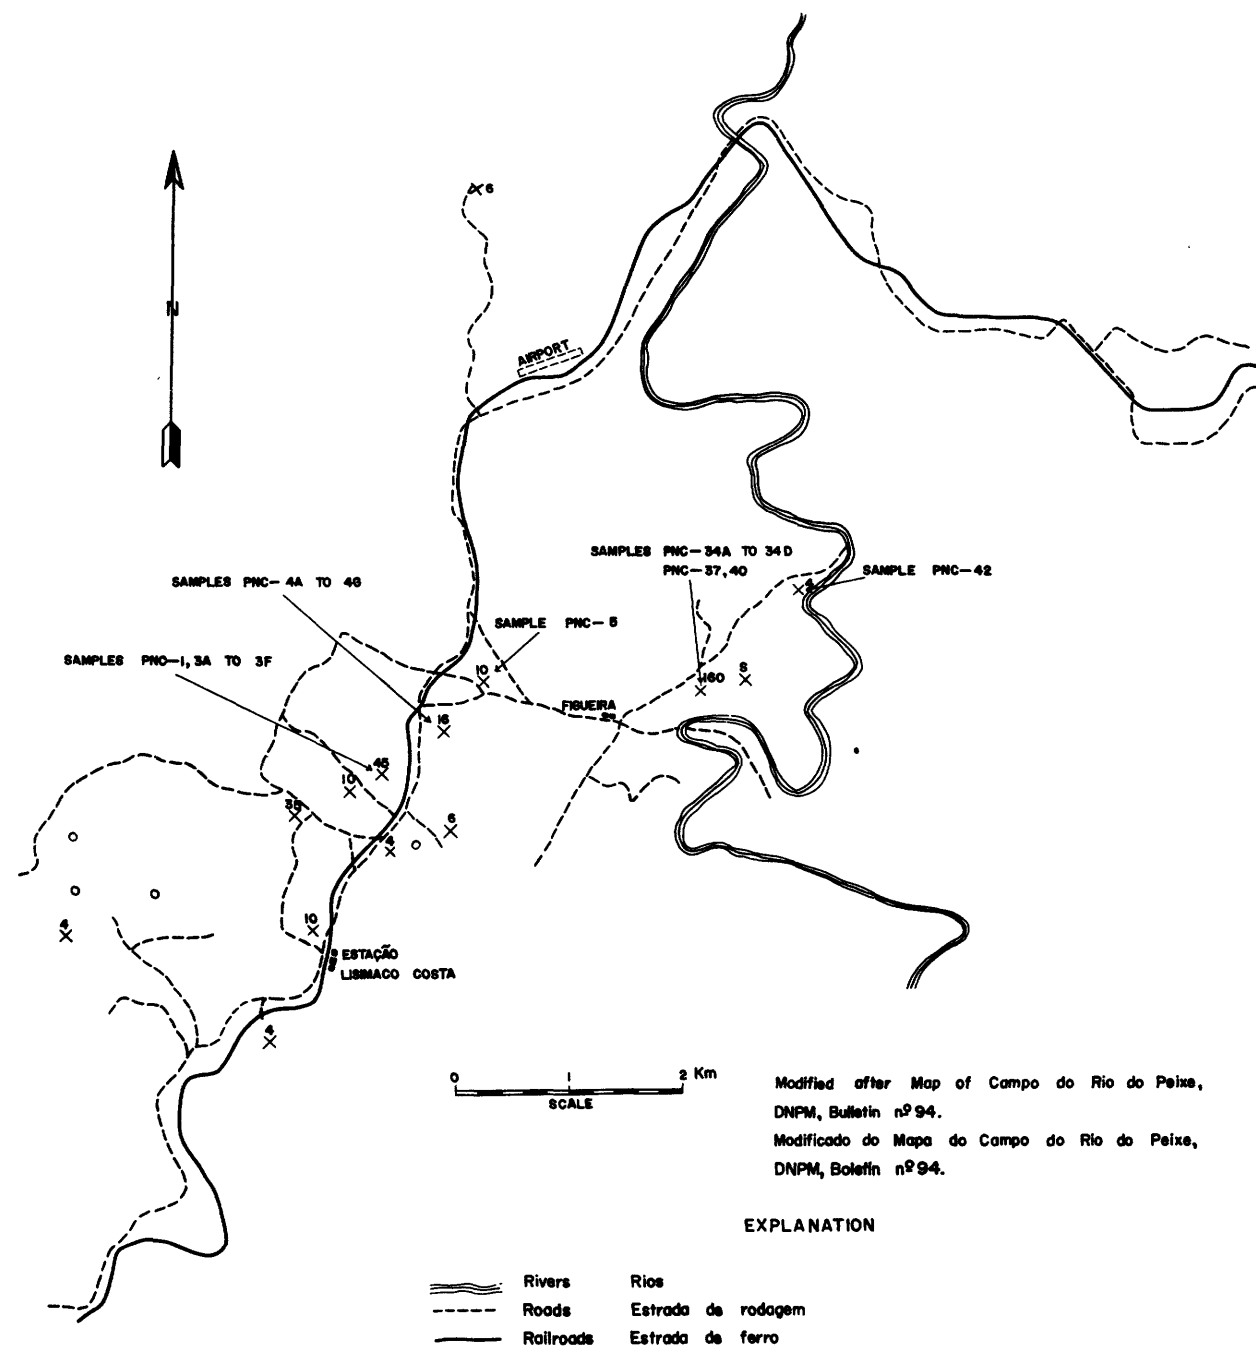 6
N
AIRPORT
SAMPLES PNC-34A TO 34D
PNC-37,40
SAMPLES PNC-4A TO 4G
4
SAMPLE PNC-42
SAMPLE PNC-5
SAMPLES PNC-1, 3A TO 3F
10
S
160
FIGUEIRA
16
45
10
35
6
4
10
4
ESTAÇÃO
LISIMACO COSTA
4
0 1 2 Km
SCALE
Modified after Map of Campo do Rio do Peixe,
DNPM, Bulletin nº 94.
Modificado do Mapa do Campo do Rio do Peixe,
DNPM, Boletín nº 94.
EXPLANATION
Rivers Rios
Roads Estrada de rodagem
Railroads Estrada de ferro